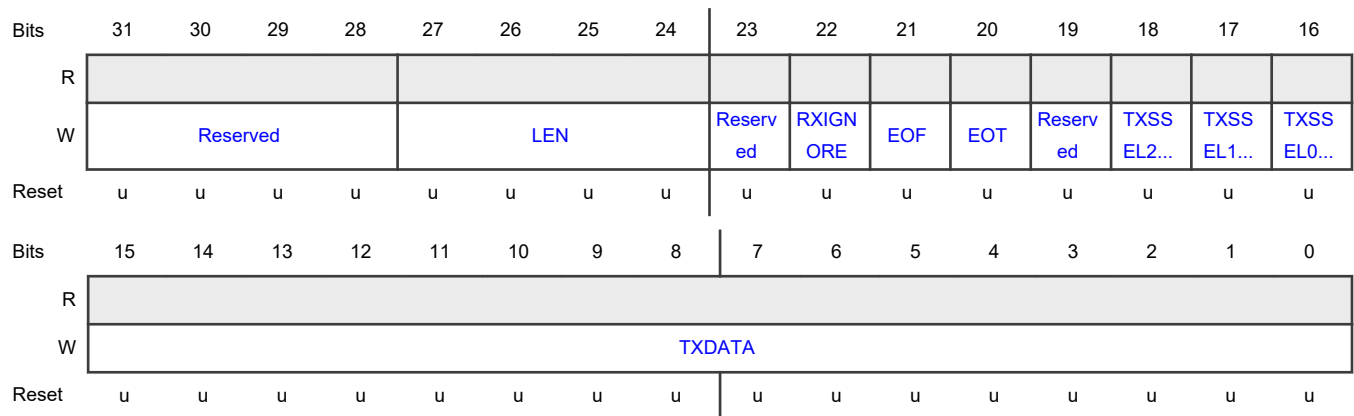 Bits 31 30 29 28 27 26 25 24 23 22 21 20 19 18 17 16
R
W Reserved LEN Reserv ed RXIGN ORE EOF EOT Reserv ed TXSS EL2... TXSS EL1... TXSS EL0...
Reset u u u u u u u u u u u u u u u u
Bits 15 14 13 12 11 10 9 8 7 6 5 4 3 2 1 0
R
W TXDATA
Reset u u u u u u u u u u u u u u u u